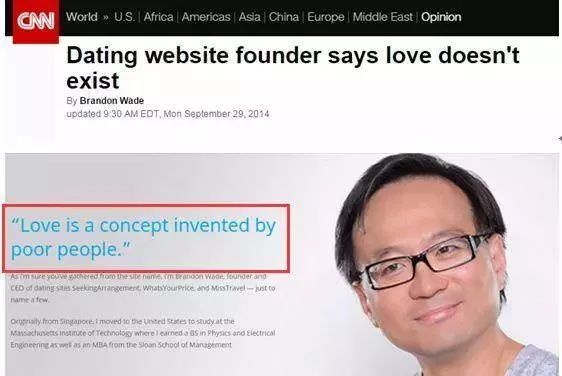 CNN World » U.S. | Africa | Americas | Asia | China | Europe | Middle East | Opinion
Dating website founder says love doesn't
exist
By Brandon Wade
updated 9:30 AM EDT, Mon September 29, 2014
“Love is a concept invented by
poor people.”
As I'm sure you've gathered from the site name, I'm Brandon Wade, founder and
CEO of dating sites SeekingArrangement, WhatsYourPrice, and MissTravel — just to
name a few.
Originally from Singapore, I moved to the United States to study at the
Massachusetts Institute of Technology where I earned a BS in Physics and Electrical
Engineering as well as an MBA from the Sloan School of Management